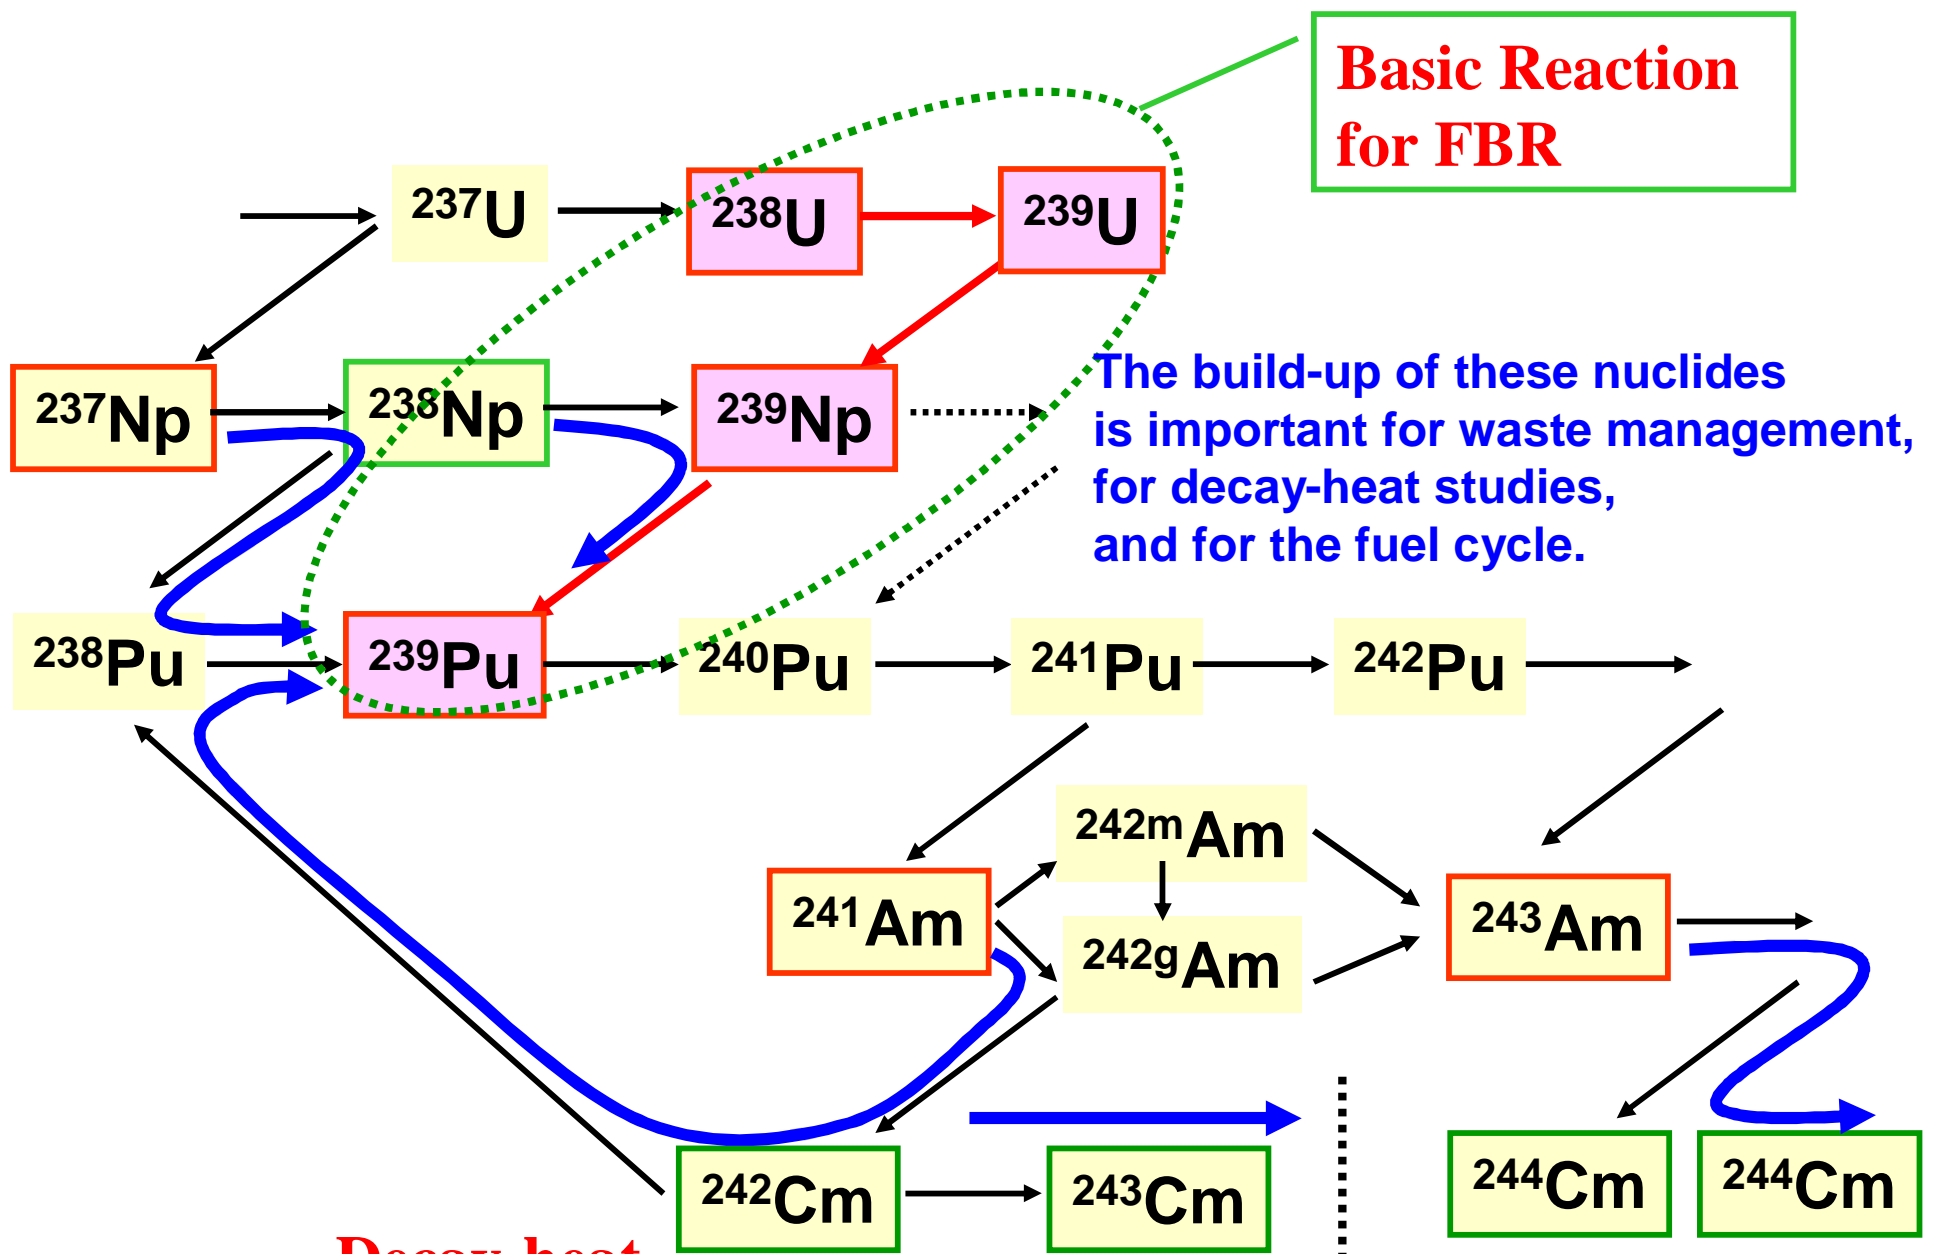 Basic Reaction
for FBR
²³⁷U
²³⁸U
²³⁹U
²³⁷Np
²³⁸Np
²³⁹Np
The build-up of these nuclides
is important for waste management,
for decay-heat studies,
and for the fuel cycle.
²³⁸Pu
²³⁹Pu
²⁴⁰Pu
²⁴¹Pu
²⁴²Pu
²⁴²ᵐAm
²⁴¹Am
²⁴²ᵍAm
²⁴³Am
²⁴²Cm
²⁴³Cm
²⁴⁴Cm
²⁴⁴Cm
Decay heat